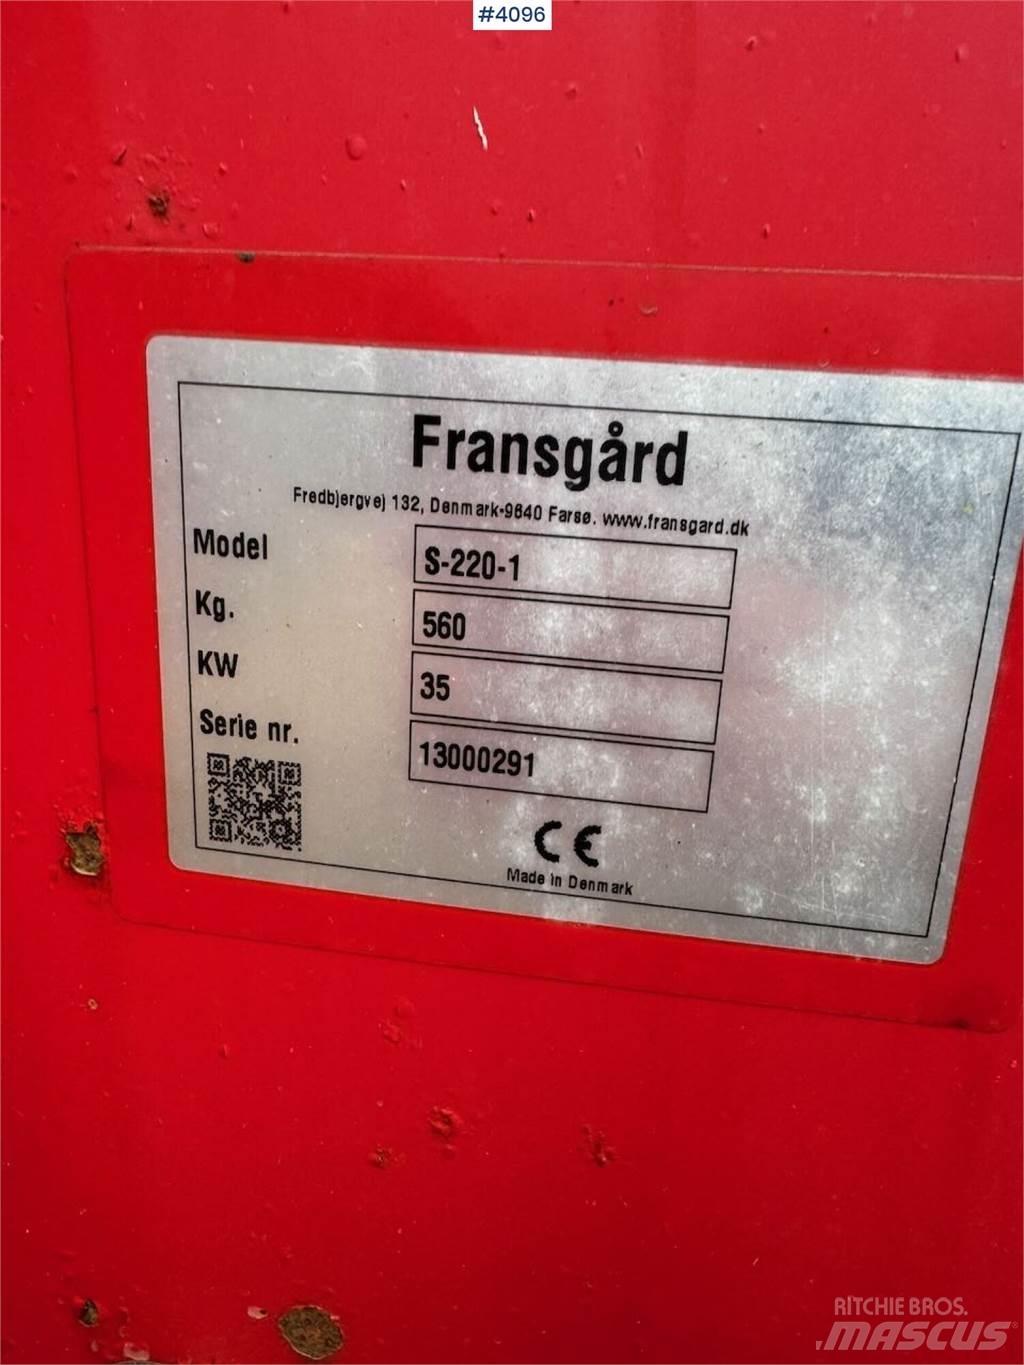 #4096
Fransgård
Fredbjergvej 132, Denmark-9640 Farsø. www.fransgard.dk
Model S-220-1
Kg. 560
KW 35
Serie nr. 13000291
CE
Made in Denmark
RITCHIE BROS.
MASCUS